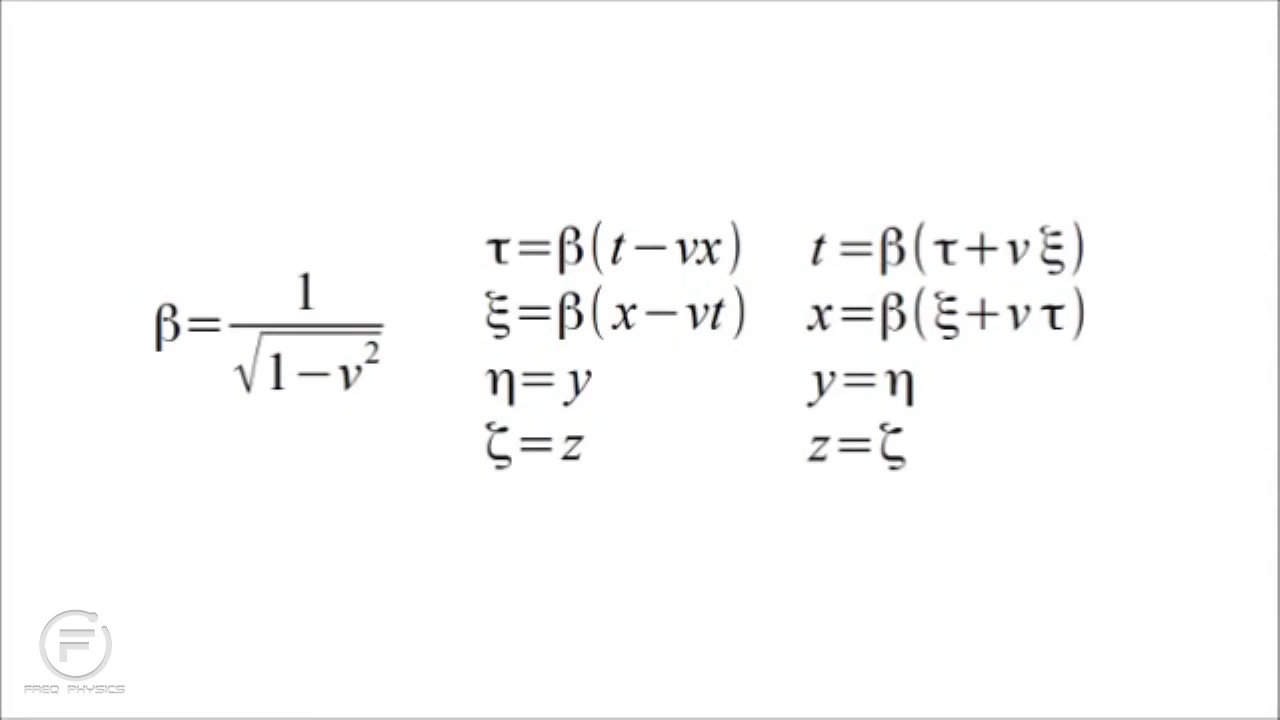 β=1/√(1−v²)
τ=β(t−vx) t=β(τ+vξ)
ξ=β(x−vt) x=β(ξ+vτ)
η=y y=η
ζ=z z=ζ
FREQ PHYSICS